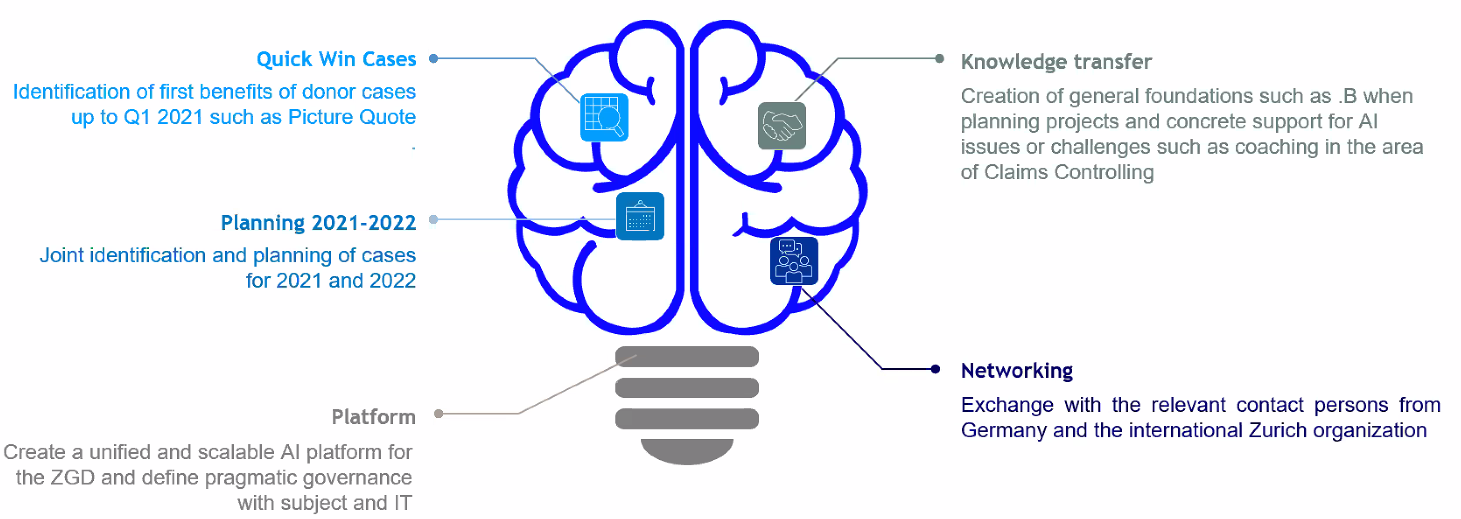 Quick Win Cases
Identification of first benefits of donor cases
up to Q1 2021 such as Picture Quote
.
Planning 2021-2022
Joint identification and planning of cases
for 2021 and 2022
Platform
Create a unified and scalable AI platform for
the ZGD and define pragmatic governance
with subject and IT
Knowledge transfer
Creation of general foundations such as .B when
planning projects and concrete support for AI
issues or challenges such as coaching in the area
of Claims Controlling
Networking
Exchange with the relevant contact persons from
Germany and the international Zurich organization